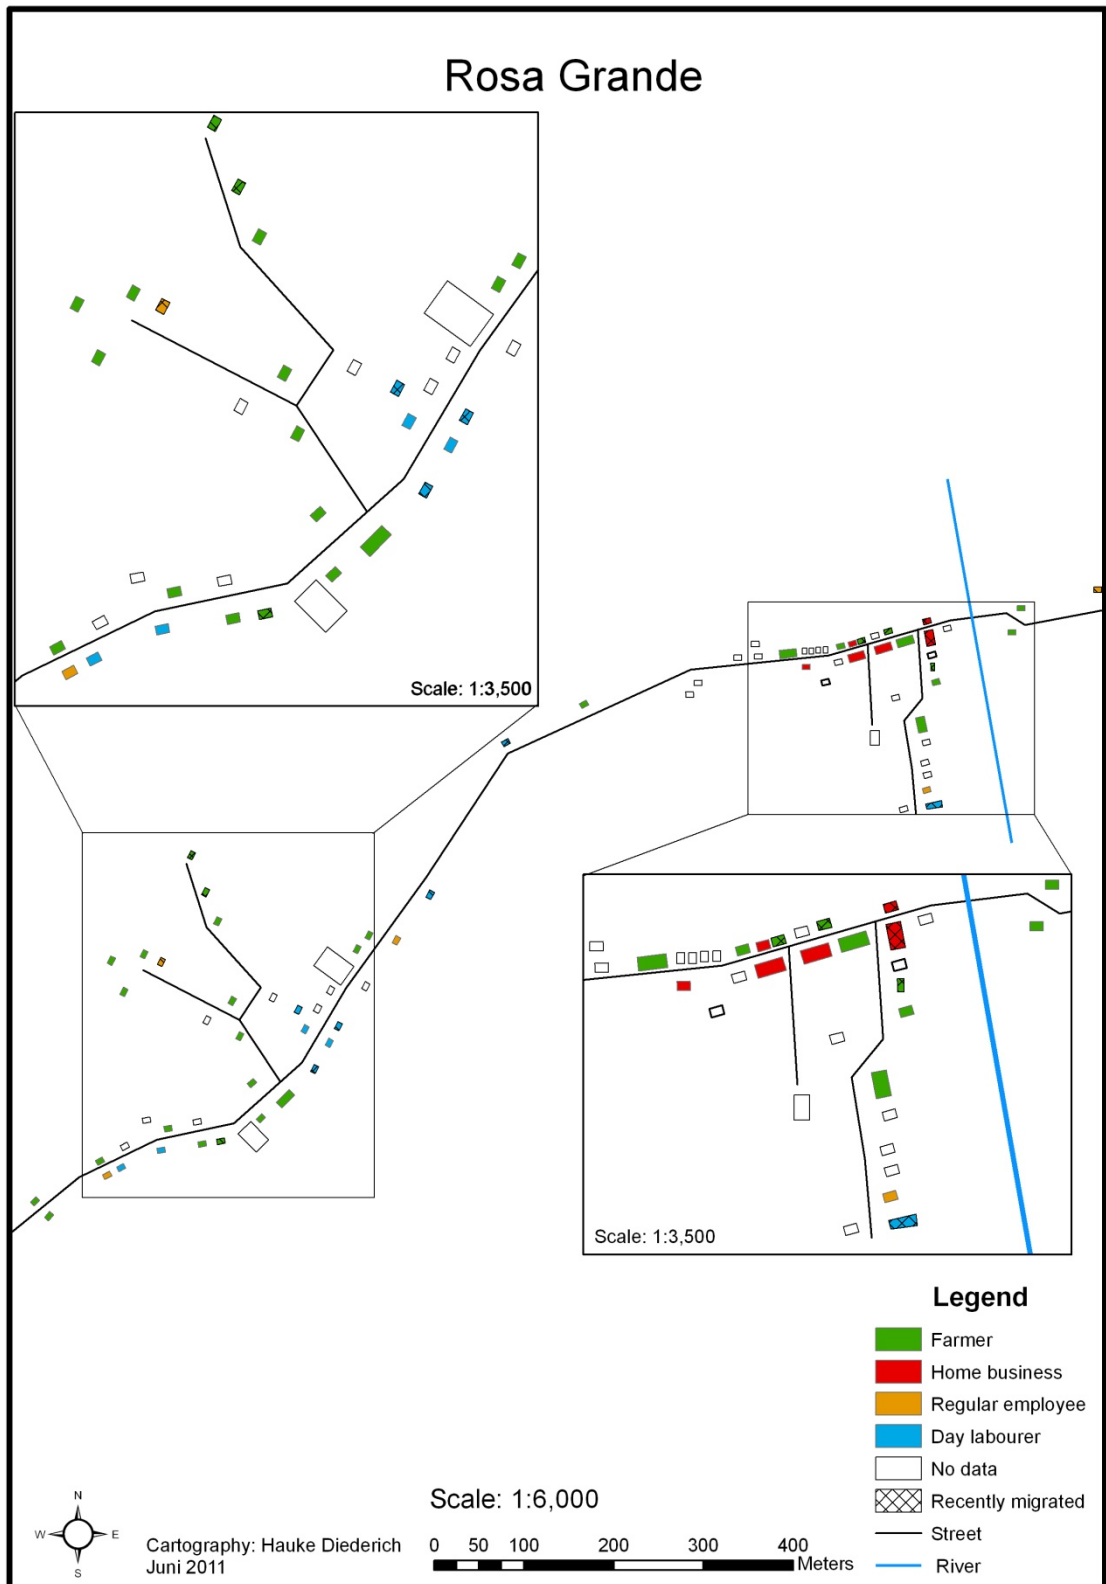 Rosa Grande
Scale: 1:3,500
Scale: 1:3,500
Legend
Farmer
Home business
Regular employee
Day labourer
No data
Recently migrated
Street
River
N
W E
S
Cartography: Hauke Diederich
Juni 2011
Scale: 1:6,000
0 50 100 200 300 400
Meters